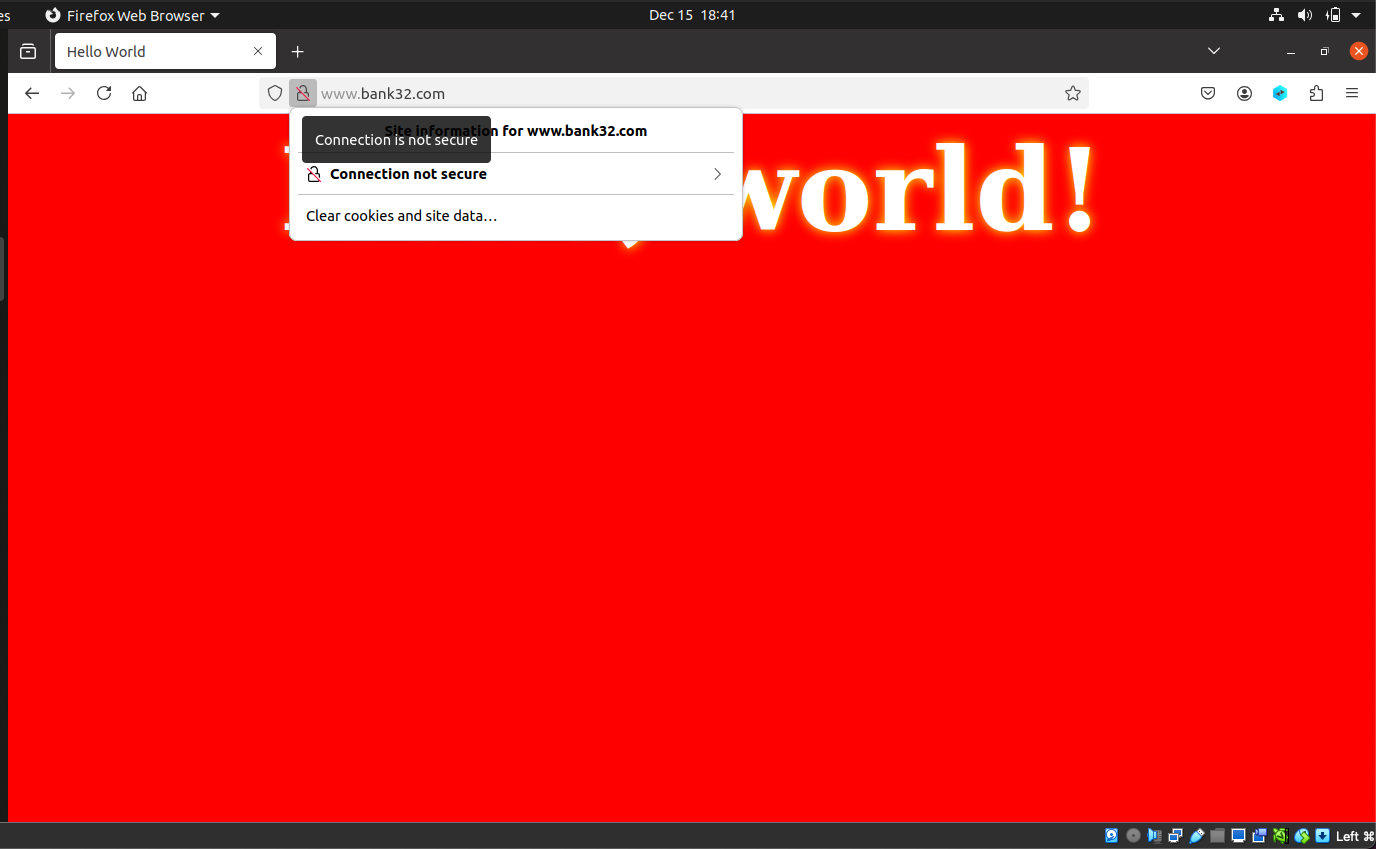 es
Firefox Web Browser
Dec 15 18:41
Hello World
www.bank32.com
Site information for www.bank32.com
Connection is not secure
Connection not secure
Clear cookies and site data…
world!
Left ⌘